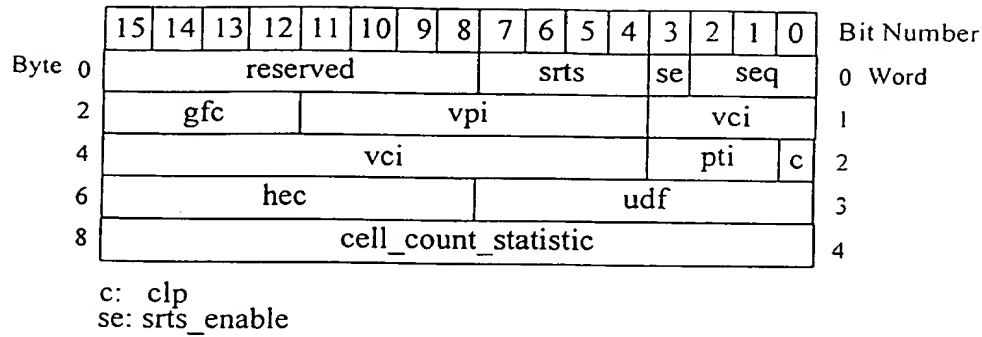 15 14 13 12 11 10 9 8 7 6 5 4 3 2 1 0 Bit Number
Byte 0 reserved srts se seq 0 Word
2 gfc vpi vci 1
4 vci pti c 2
6 hec udf 3
8 cell_count_statistic 4
c: clp
se: srts_enable